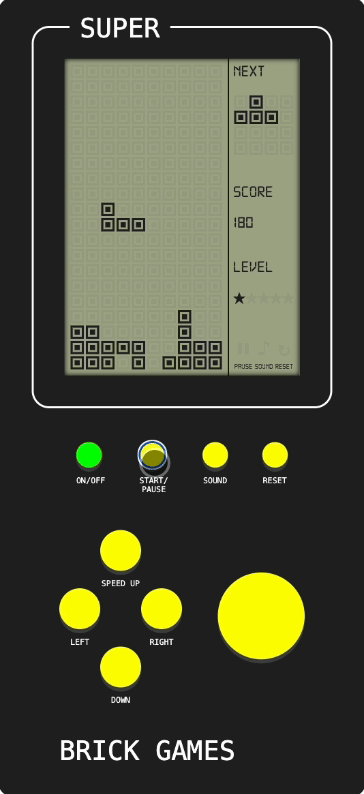 SUPER
NEXT
SCORE
180
LEVEL
PAUSE SOUND RESET
ON/OFF
START/
PAUSE
SOUND
RESET
SPEED UP
LEFT
RIGHT
DOWN
BRICK GAMES